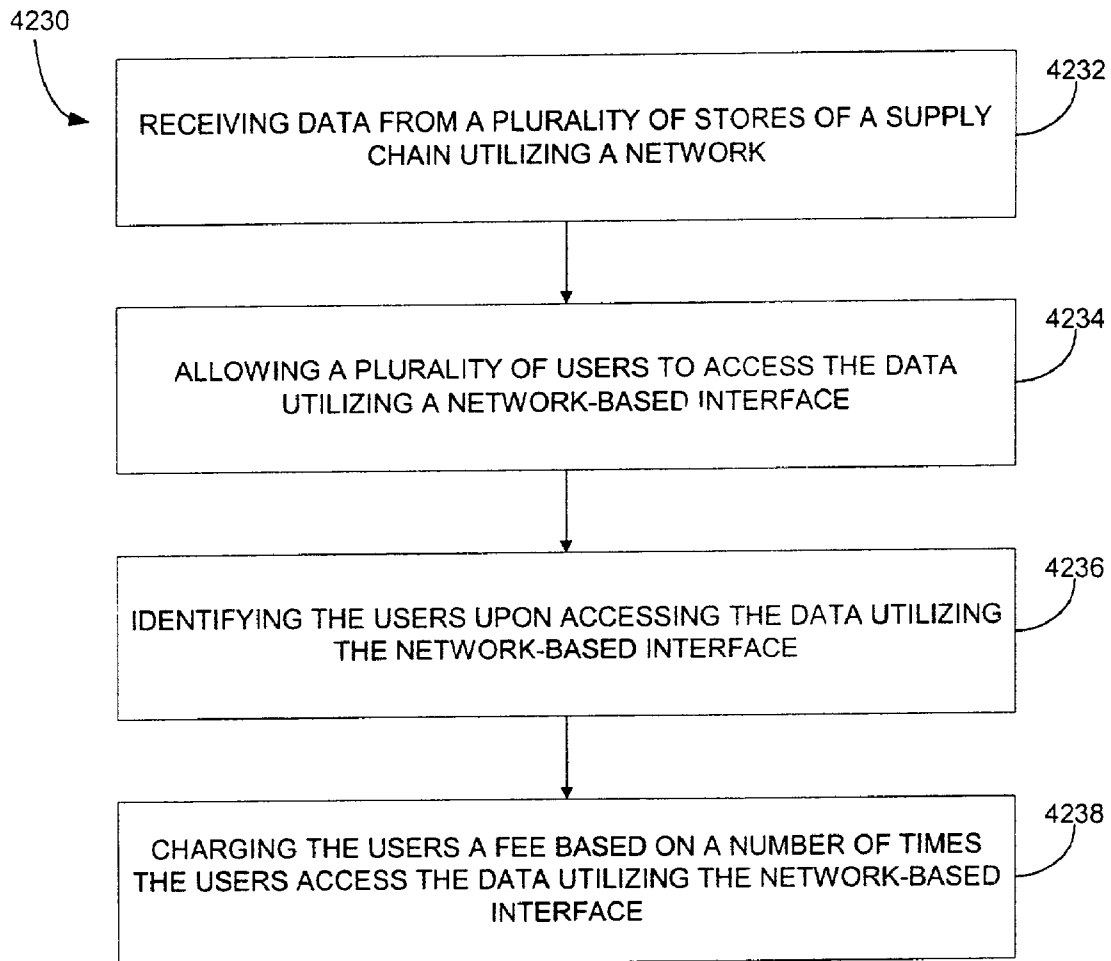 4230
4232
RECEIVING DATA FROM A PLURALITY OF STORES OF A SUPPLY
CHAIN UTILIZING A NETWORK
4234
ALLOWING A PLURALITY OF USERS TO ACCESS THE DATA
UTILIZING A NETWORK-BASED INTERFACE
4236
IDENTIFYING THE USERS UPON ACCESSING THE DATA UTILIZING
THE NETWORK-BASED INTERFACE
4238
CHARGING THE USERS A FEE BASED ON A NUMBER OF TIMES
THE USERS ACCESS THE DATA UTILIZING THE NETWORK-BASED
INTERFACE